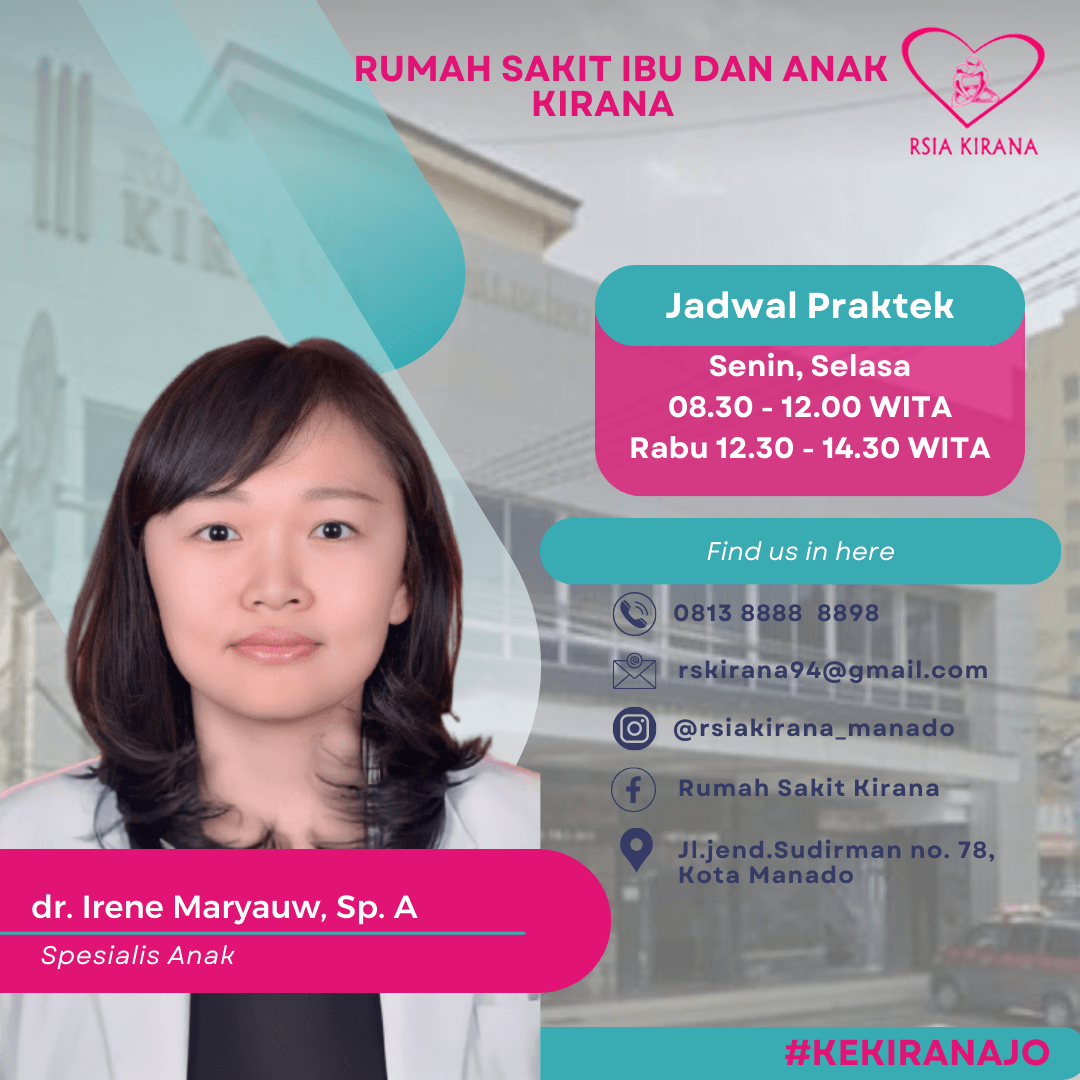 RUMAH SAKIT IBU DAN ANAK
KIRANA
RSIA KIRANA
KIRANA
Jadwal Praktek
Senin, Selasa
08.30 - 12.00 WITA
Rabu 12.30 - 14.30 WITA
Find us in here
0813 8888 8898
rskirana94@gmail.com
@rsiakirana_manado
Rumah Sakit Kirana
Jl.jend.Sudirman no. 78,
Kota Manado
dr. Irene Maryauw, Sp. A
Spesialis Anak
#KEKIRANAJO